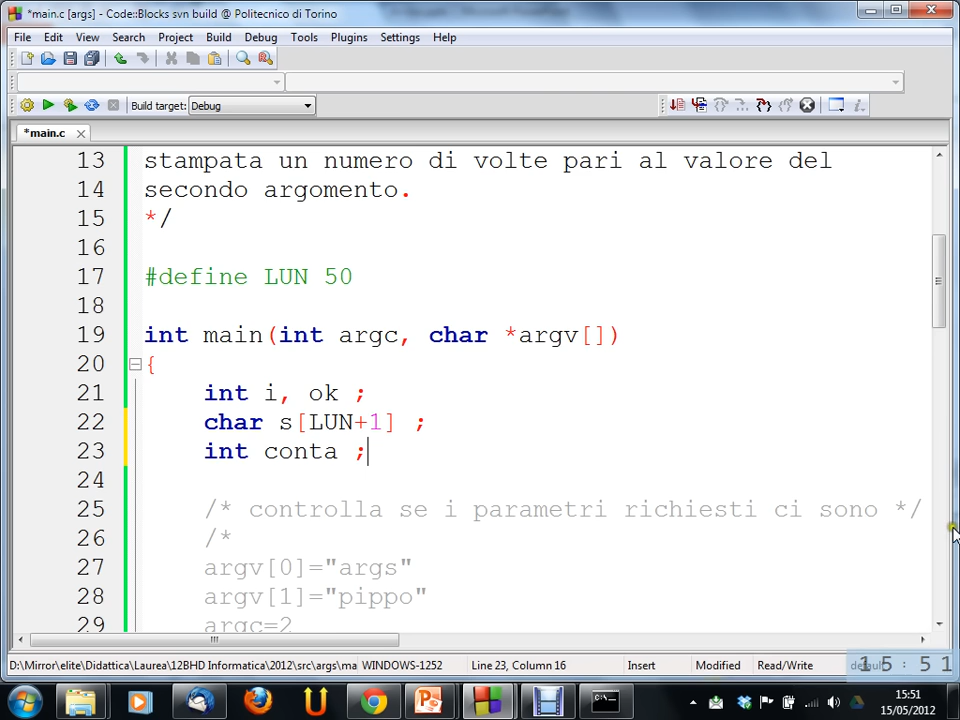 *main.c [args] - Code::Blocks svn build @ Politecnico di Torino
File Edit View Search Project Build Debug Tools Plugins Settings Help
Build target: Debug
*main.c
13 stampata un numero di volte pari al valore del
14 secondo argomento.
15 */
16
17 #define LUN 50
18
19 int main(int argc, char *argv[])
20 {
21 int i, ok ;
22 char s[LUN+1] ;
23 int conta ;
24
25 /* controlla se i parametri richiesti ci sono */
26 /*
27 argv[0]="args"
28 argv[1]="pippo"
29 argc=2
D:\Mirror\elite\Didattica\Laurea\12BHD Informatica\2012\src\args\ma WINDOWS-1252 Line 23, Column 16 Insert Modified Read/Write default
15:51
15:51
15/05/2012